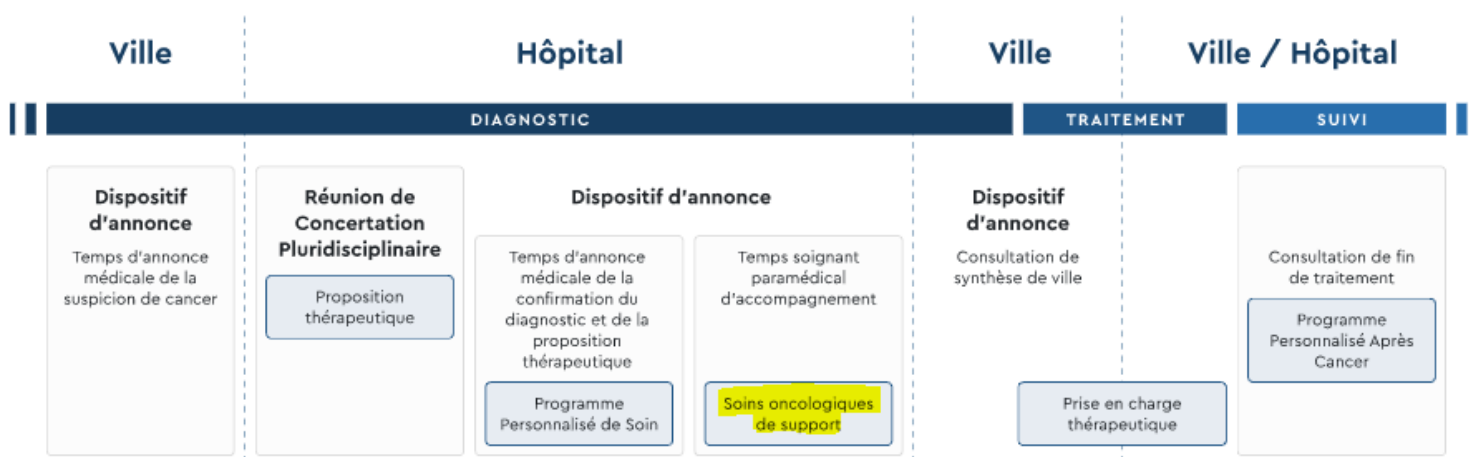 Ville
Hôpital
Ville
Ville / Hôpital
DIAGNOSTIC
TRAITEMENT
SUIVI
Dispositif
d'annonce
Temps d'annonce
médicale de la
suspicion de cancer
Réunion de
Concertation
Pluridisciplinaire
Proposition
thérapeutique
Dispositif d'annonce
Temps d'annonce
médicale de la
confirmation du
diagnostic et de la
proposition
thérapeutique
Programme
Personnalisé de Soin
Temps soignant
paramédical
d'accompagnement
Soins oncologiques
de support
Dispositif
d'annonce
Consultation de
synthèse de ville
Prise en charge
thérapeutique
Consultation de fin
de traitement
Programme
Personnalisé Après
Cancer